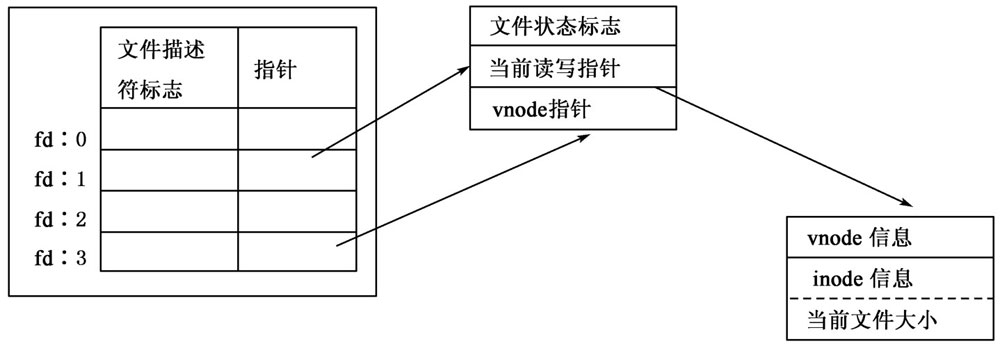 文件描述
符标志
指针
fd：0
fd：1
fd：2
fd：3
文件状态标志
当前读写指针
vnode指针
vnode 信息
inode 信息
当前文件大小